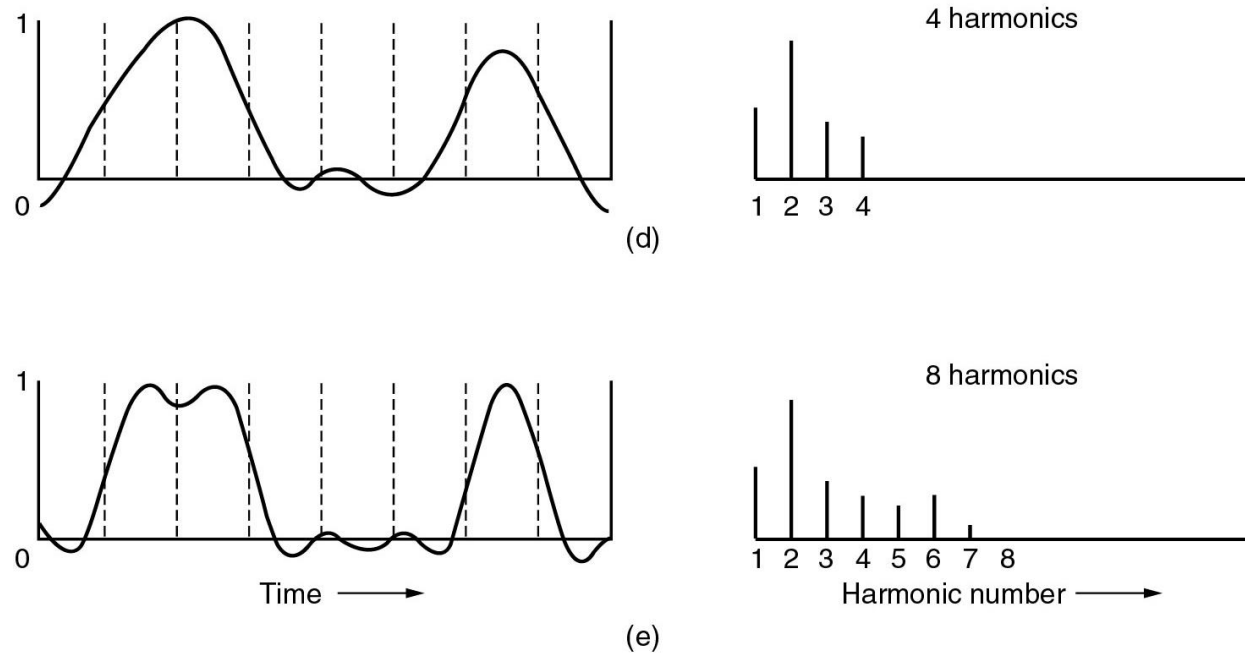 1
0
4 harmonics
1 2 3 4
(d)
1
0
Time
8 harmonics
1 2 3 4 5 6 7 8
Harmonic number
(e)